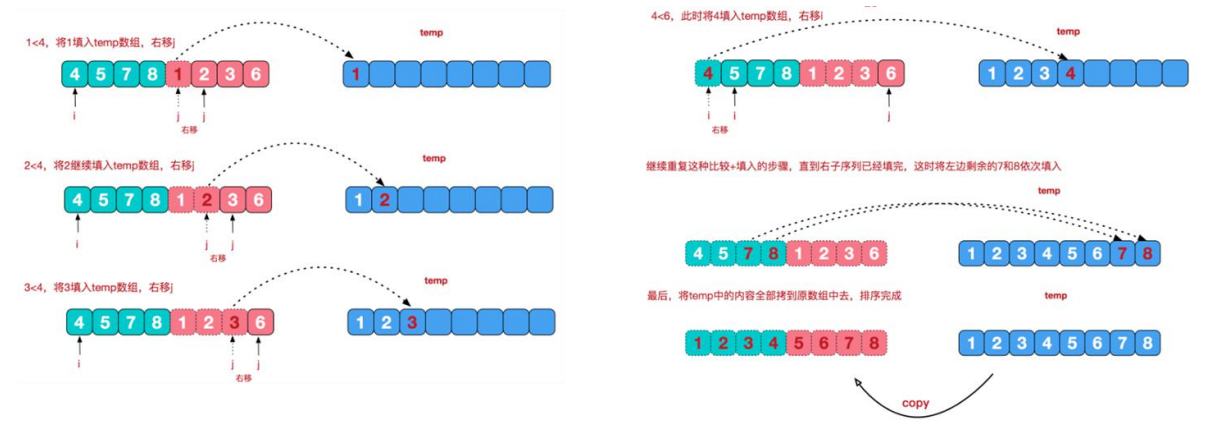 1<4，将1填入temp数组，右移j
temp
4 5 7 8 1 2 3 6
1
i j j
右移
2<4，将2继续填入temp数组，右移j
temp
4 5 7 8 1 2 3 6
1 2
i j j
右移
3<4，将3填入temp数组，右移j
temp
4 5 7 8 1 2 3 6
1 2 3
i j j
右移
4<6，此时将4填入temp数组，右移i
temp
4 5 7 8 1 2 3 6
1 2 3 4
i i j
右移
继续重复这种比较+填入的步骤，直到右子序列已经填完，这时将左边剩余的7和8依次填入
temp
4 5 7 8 1 2 3 6
1 2 3 4 5 6 7 8
最后，将temp中的内容全部拷到原数组中去，排序完成
temp
1 2 3 4 5 6 7 8
1 2 3 4 5 6 7 8
copy